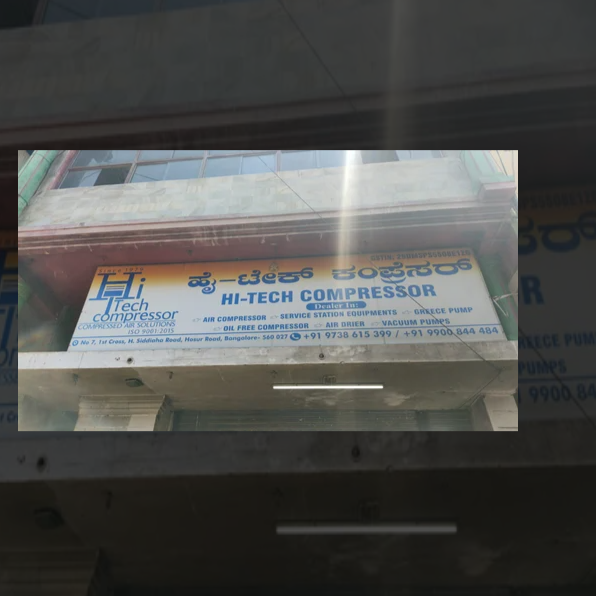 Hi
Tech
compressor
COMPRESSED AIR SOLUTIONS
ISO 9001:2015
ಹೈ-ಟೇಕ್ ಕಂಪ್ರೆಸರ್
HI-TECH COMPRESSOR
Dealer In:
AIR COMPRESSOR SERVICE STATION EQUIPMENTS GREECE PUMP
OIL FREE COMPRESSOR AIR DRIER VACUUM PUMPS
No 7, 1st Cross, H. Siddiaha Road, Hosur Road, Bangalore- 560 027 +91 9738 615 399 / +91 9900 844 484